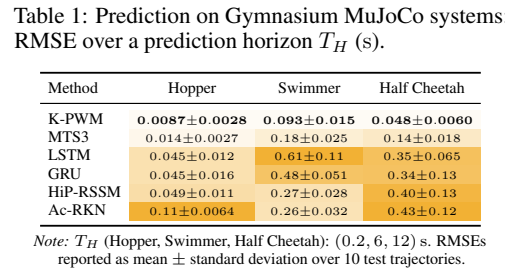 Table 1: Prediction on Gymnasium MuJoCo systems:
RMSE over a prediction horizon T_H (s).
Method Hopper Swimmer Half Cheetah
K-PWM 0.0087±0.0028 0.093±0.015 0.048±0.0060
MTS3 0.014±0.0027 0.18±0.025 0.14±0.018
LSTM 0.045±0.012 0.61±0.11 0.35±0.065
GRU 0.045±0.016 0.48±0.051 0.34±0.13
HiP-RSSM 0.049±0.011 0.27±0.028 0.40±0.13
Ac-RKN 0.11±0.0064 0.26±0.032 0.43±0.12
Note: T_H (Hopper, Swimmer, Half Cheetah): (0.2, 6, 12) s. RMSEs
reported as mean ± standard deviation over 10 test trajectories.